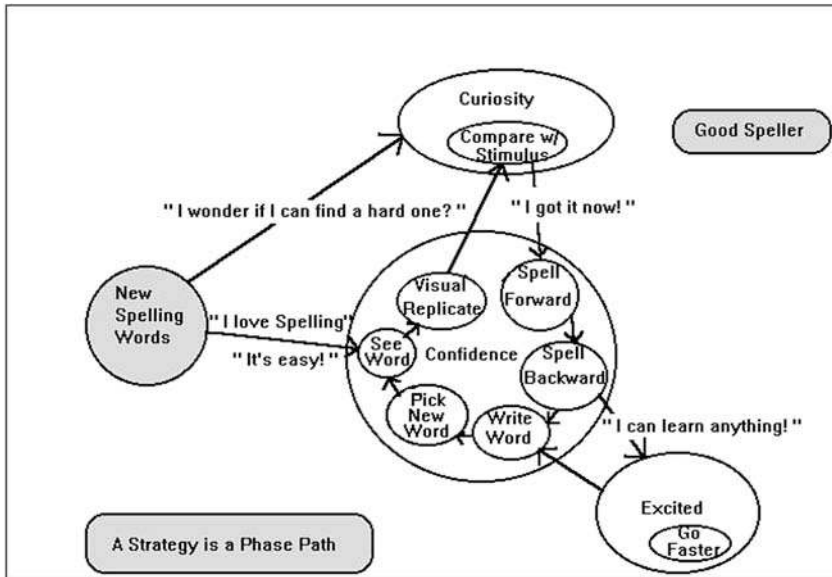 Curiosity
Compare w/
Stimulus
Good Speller
" I wonder if I can find a hard one? "
" I got it now! "
New
Spelling
Words
Visual
Replicate
Spell
Forward
" I love Spelling"
" It's easy! "
See
Word
Confidence
Spell
Backward
Pick
New
Word
Write
Word
" I can learn anything! "
Excited
Go
Faster
A Strategy is a Phase Path